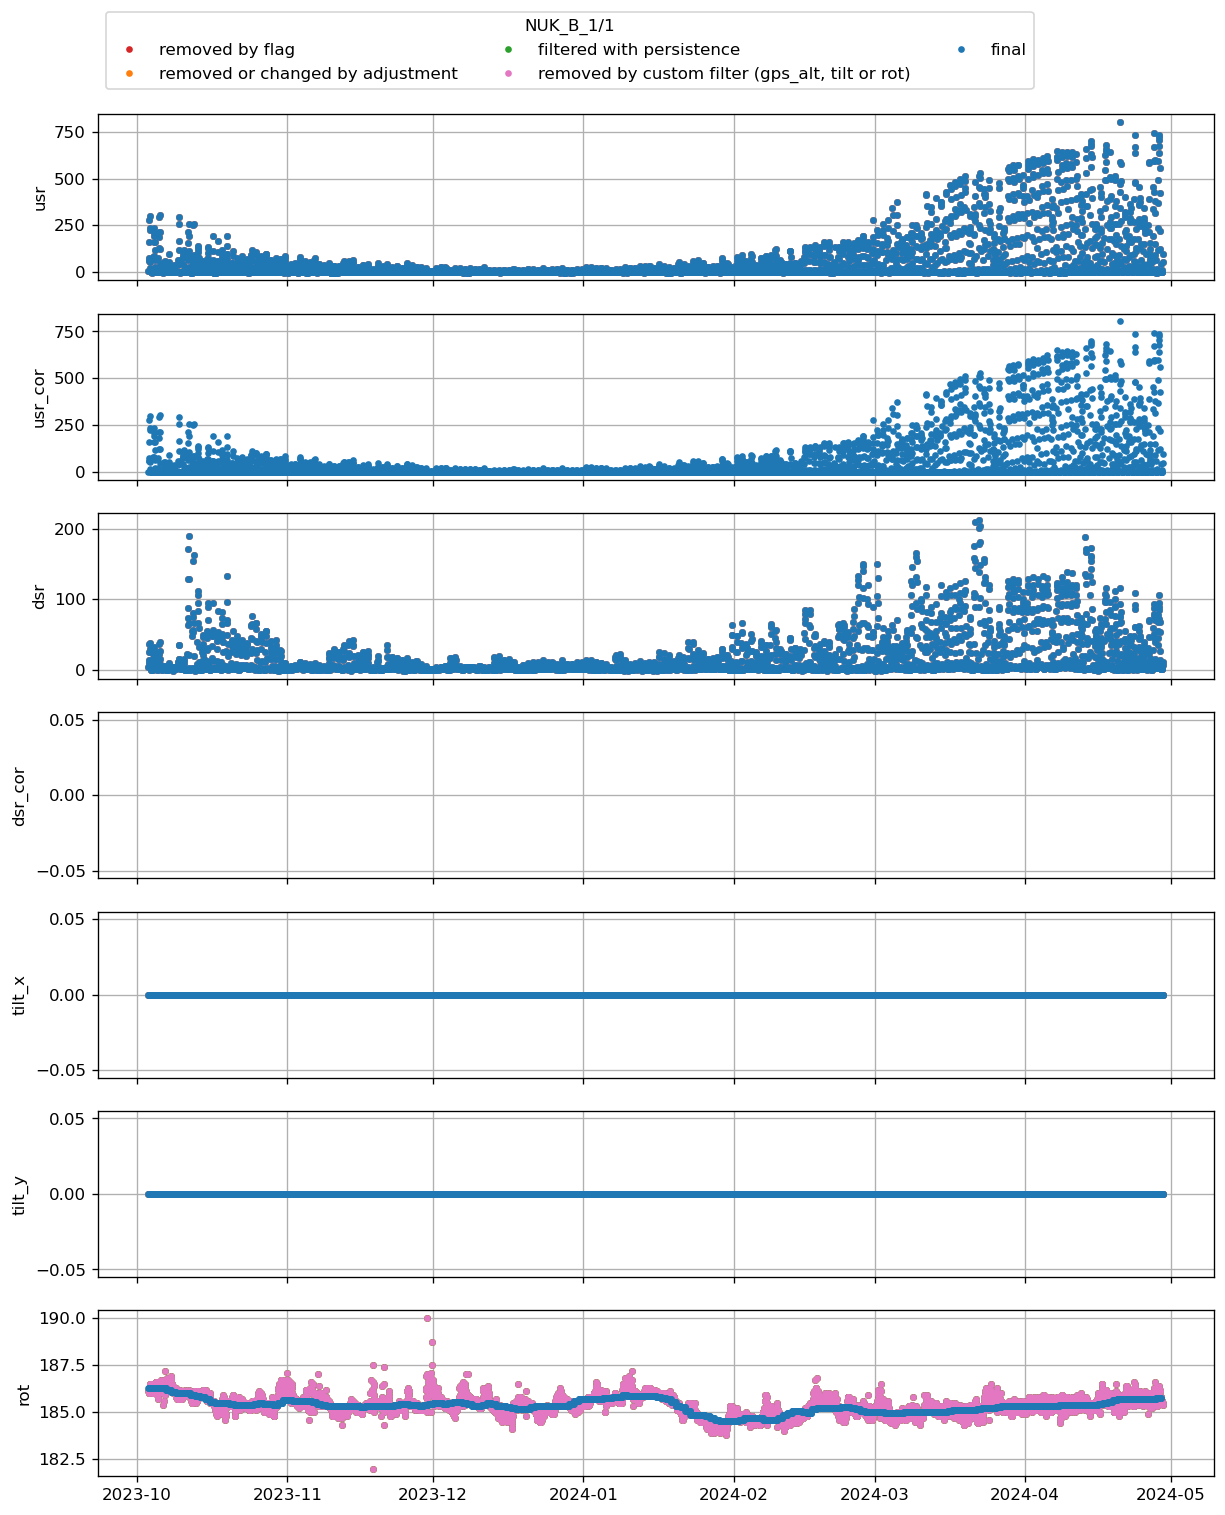 NUK_B_1/1
removed by flag
removed or changed by adjustment
filtered with persistence
removed by custom filter (gps_alt, tilt or rot)
final
usr
750
500
250
0
usr_cor
750
500
250
0
dsr
200
100
0
dsr_cor
0.05
0.00
−0.05
tilt_x
0.05
0.00
−0.05
tilt_y
0.05
0.00
−0.05
rot
190.0
187.5
185.0
182.5
2023-10 2023-11 2023-12 2024-01 2024-02 2024-03 2024-04 2024-05